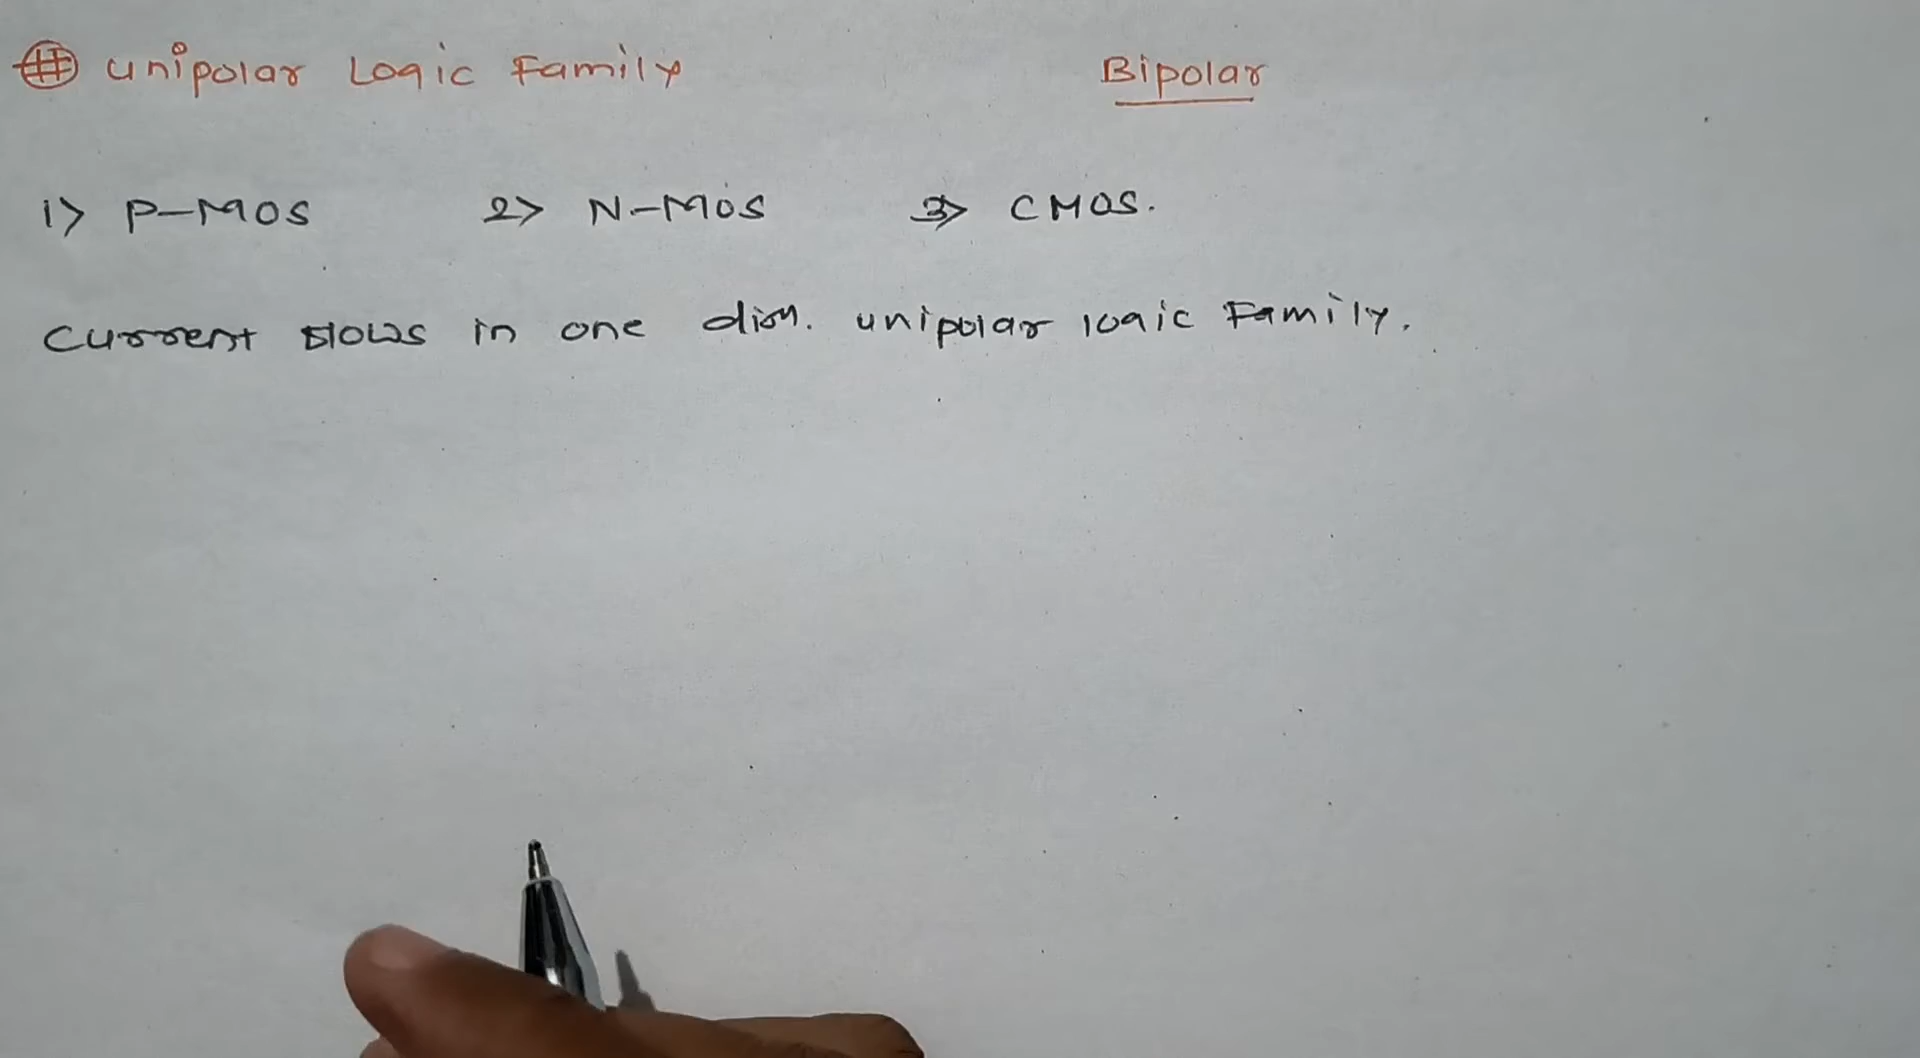 # Unipolar Logic Family Bipolar
1> P-MOS 2> N-MOS 3> CMOS.
Current flows in one dirn. unipolar logic Family.